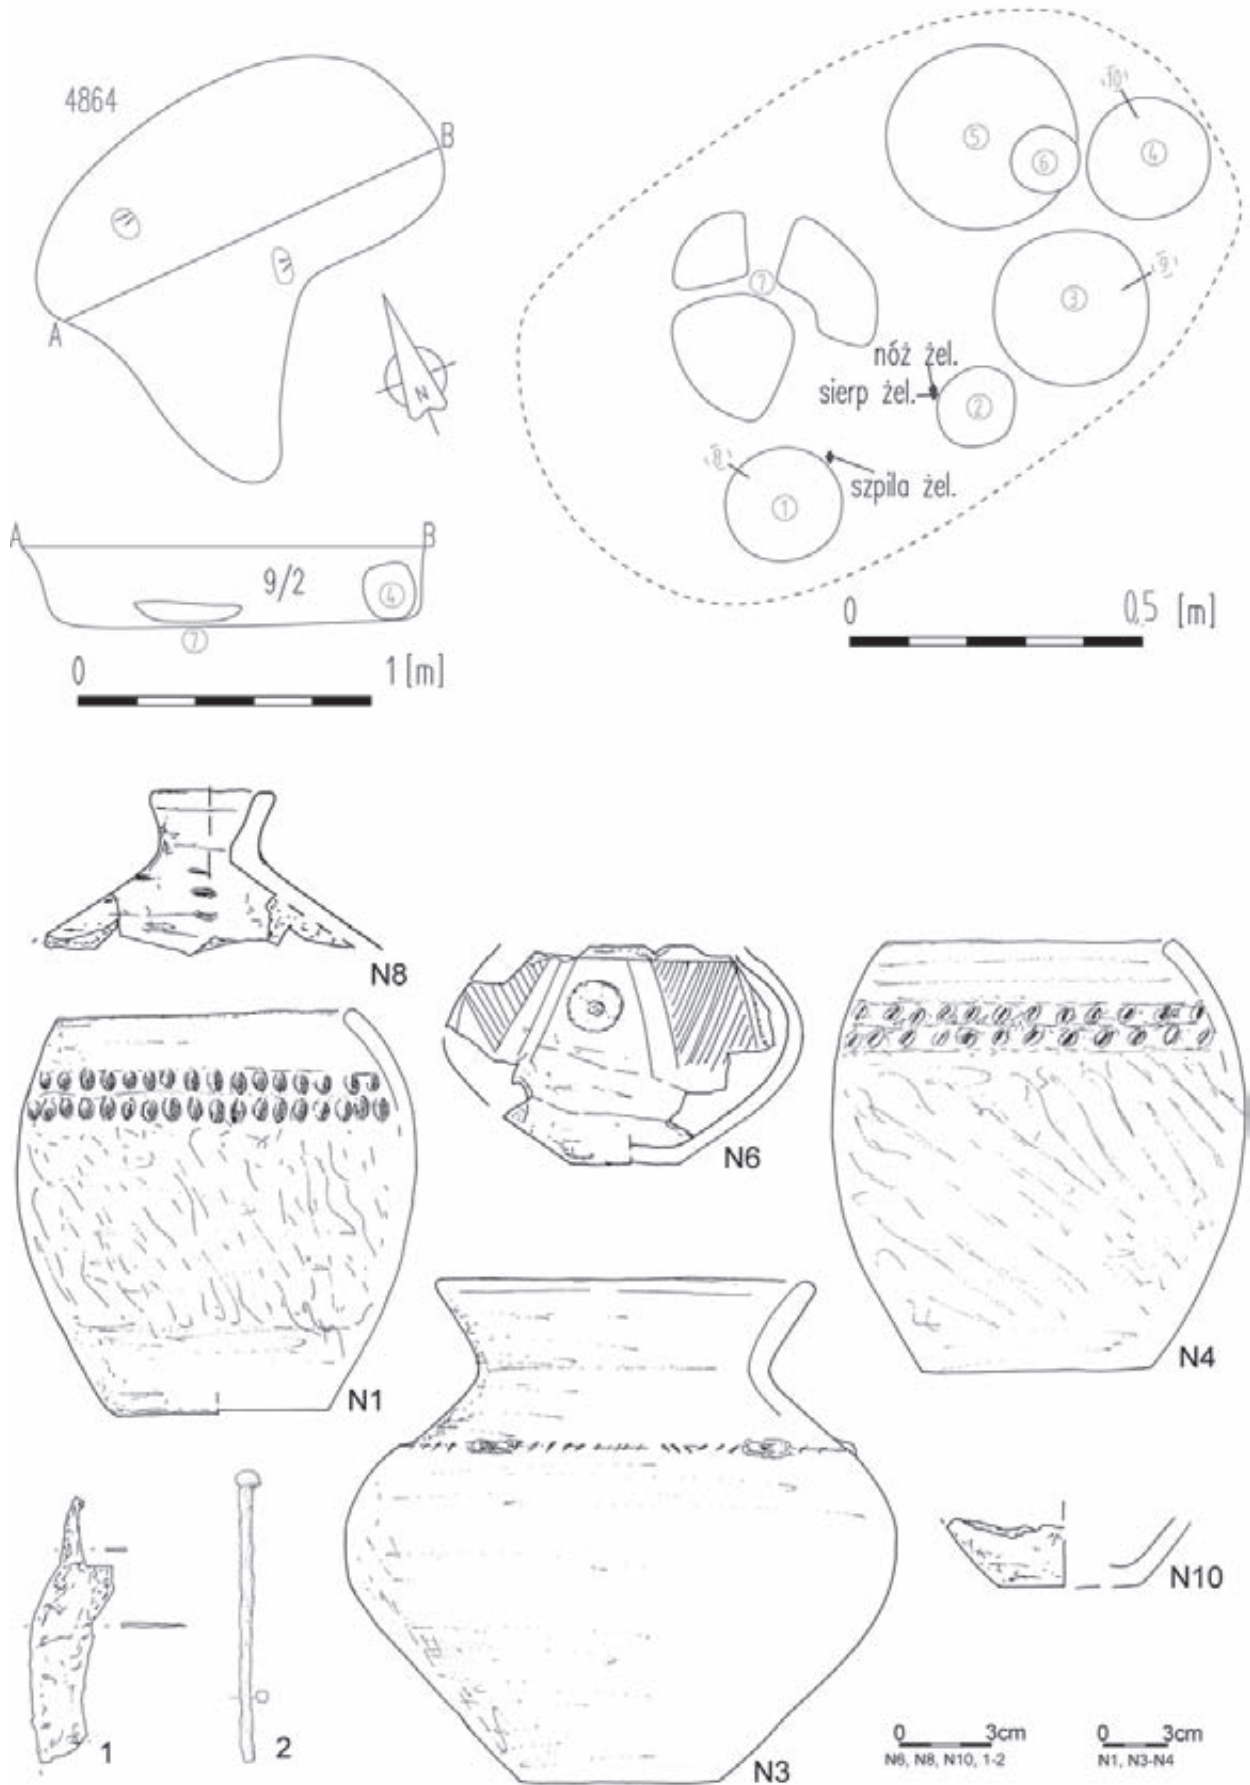 4864
A
B
N
A
B
9/2
4
7
0 1 [m]
10
5
6
4
9
3
7
nóż żel.
sierp żel.
2
8
szpila żel.
1
0 0,5 [m]
N8
N6
N4
N1
N3
N10
1
2
0 3cm
N6, N8, N10, 1-2
0 3cm
N1, N3-N4